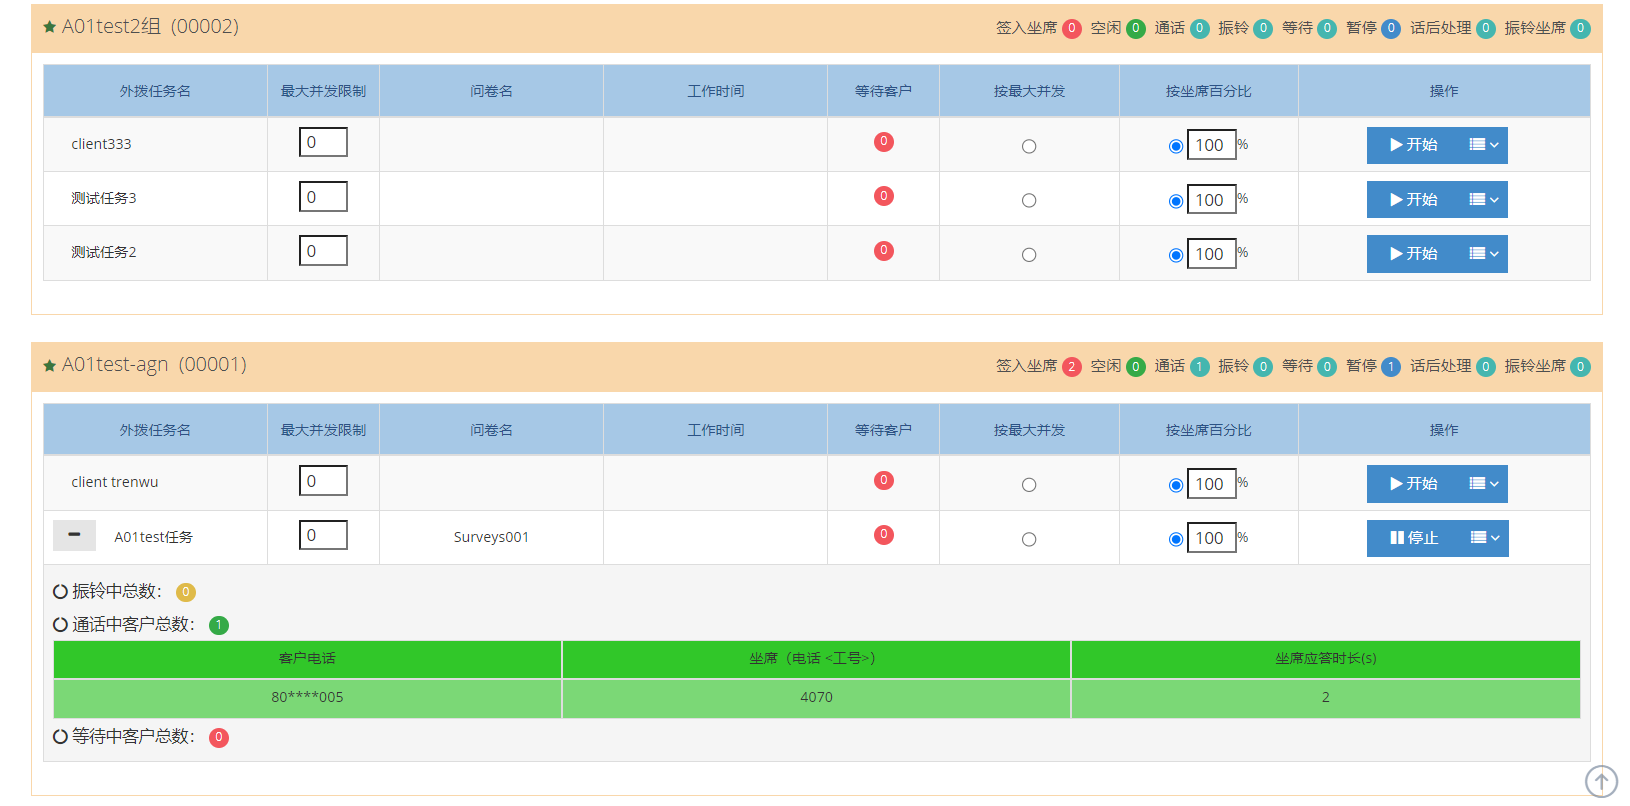 A01test2组 (00002) 签入坐席 0 空闲 0 通话 0 振铃 0 等待 0 暂停 0 话后处理 0 振铃坐席 0
外拨任务名 最大并发限制 问卷名 工作时间 等待客户 按最大并发 按坐席百分比 操作
client333 0 0 100 % 开始
测试任务3 0 0 100 % 开始
测试任务2 0 0 100 % 开始
A01test-agn (00001) 签入坐席 2 空闲 0 通话 1 振铃 0 等待 0 暂停 1 话后处理 0 振铃坐席 0
外拨任务名 最大并发限制 问卷名 工作时间 等待客户 按最大并发 按坐席百分比 操作
client trenwu 0 0 100 % 开始
A01test任务 0 Surveys001 0 100 % 停止
振铃中总数： 0
通话中客户总数： 1
客户电话 坐席（电话 <工号>） 坐席应答时长(s)
80****005 4070 2
等待中客户总数： 0